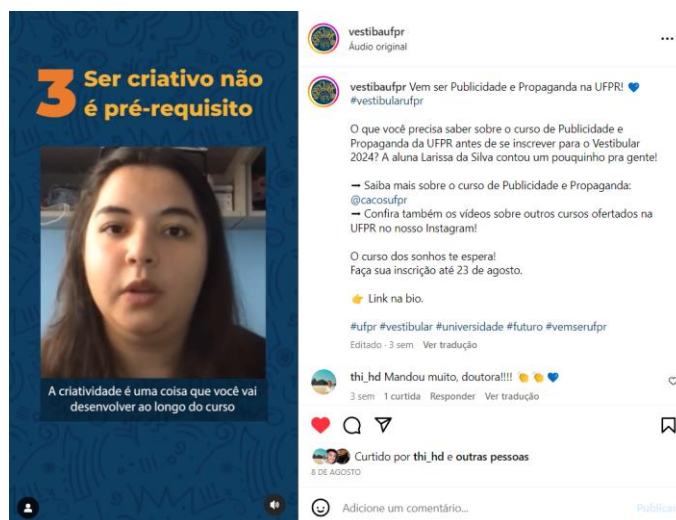 3 Ser criativo não
é pré-requisito
A criatividade é uma coisa que você vai
desenvolver ao longo do curso
vestibaufpr
Áudio original
vestibaufpr Vem ser Publicidade e Propaganda na UFPR! 💙
#vestibularufpr
O que você precisa saber sobre o curso de Publicidade e
Propaganda da UFPR antes de se inscrever para o Vestibular
2024? A aluna Larissa da Silva contou um pouquinho pra gente!
➞ Saiba mais sobre o curso de Publicidade e Propaganda:
@cacosufpr
➞ Confira também os vídeos sobre outros cursos ofertados na
UFPR no nosso Instagram!
O curso dos sonhos te espera!
Faça sua inscrição até 23 de agosto.
👉 Link na bio.
#ufpr #vestibular #universidade #futuro #vemserufpr
Editado · 3 sem Ver tradução
thi_hd Mandou muito, doutora!!!! 👏👏💙
3 sem 1 curtida Responder Ver tradução
Curtido por thi_hd e outras pessoas
8 DE AGOSTO
Adicione um comentário... Publicar